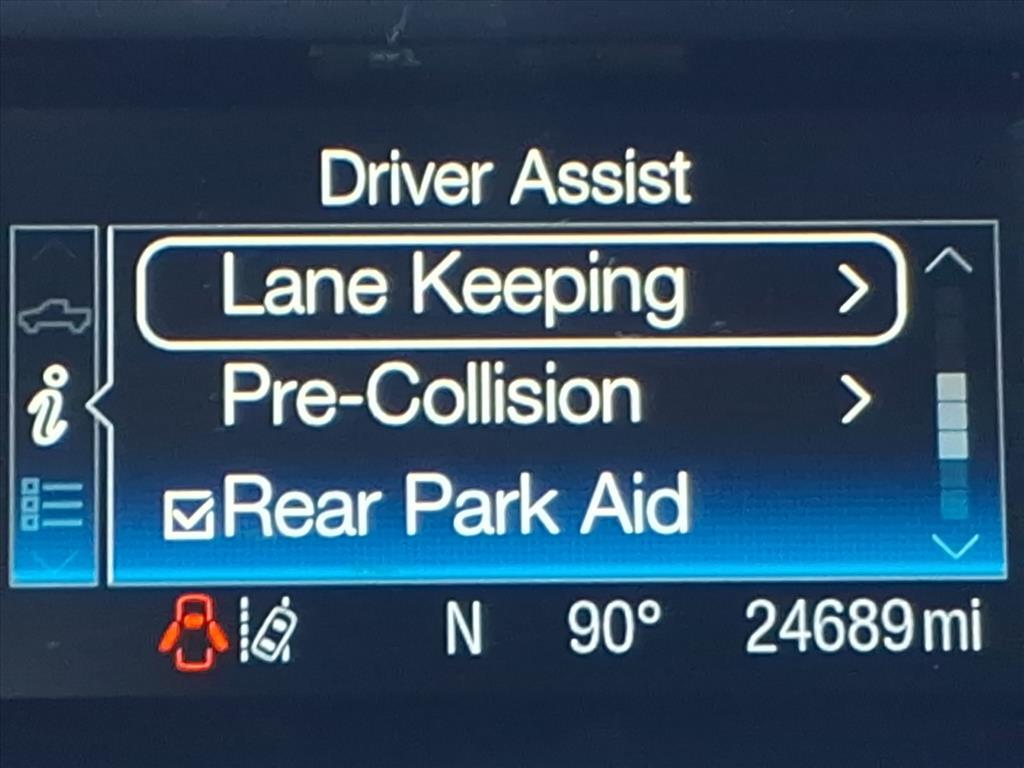 Driver Assist
Lane Keeping
Pre-Collision
Rear Park Aid
N 90° 24689 mi